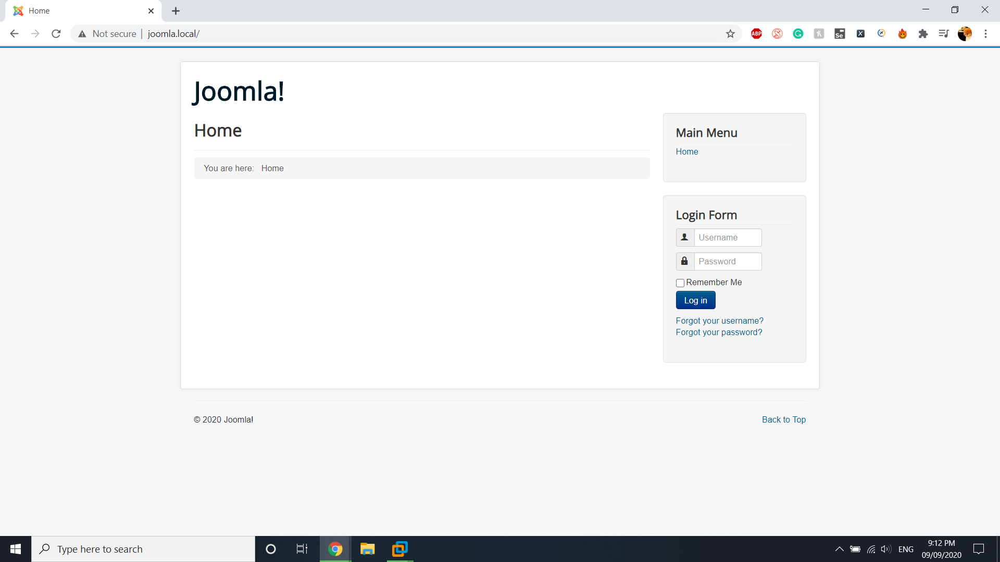 Home
Not secure
joomla.local/
ABP
Se
Joomla!
Home
You are here: Home
Main Menu
Home
Login Form
Username
Password
Remember Me
Log in
Forgot your username?
Forgot your password?
© 2020 Joomla!
Back to Top
Type here to search
ENG
9:12 PM
09/09/2020